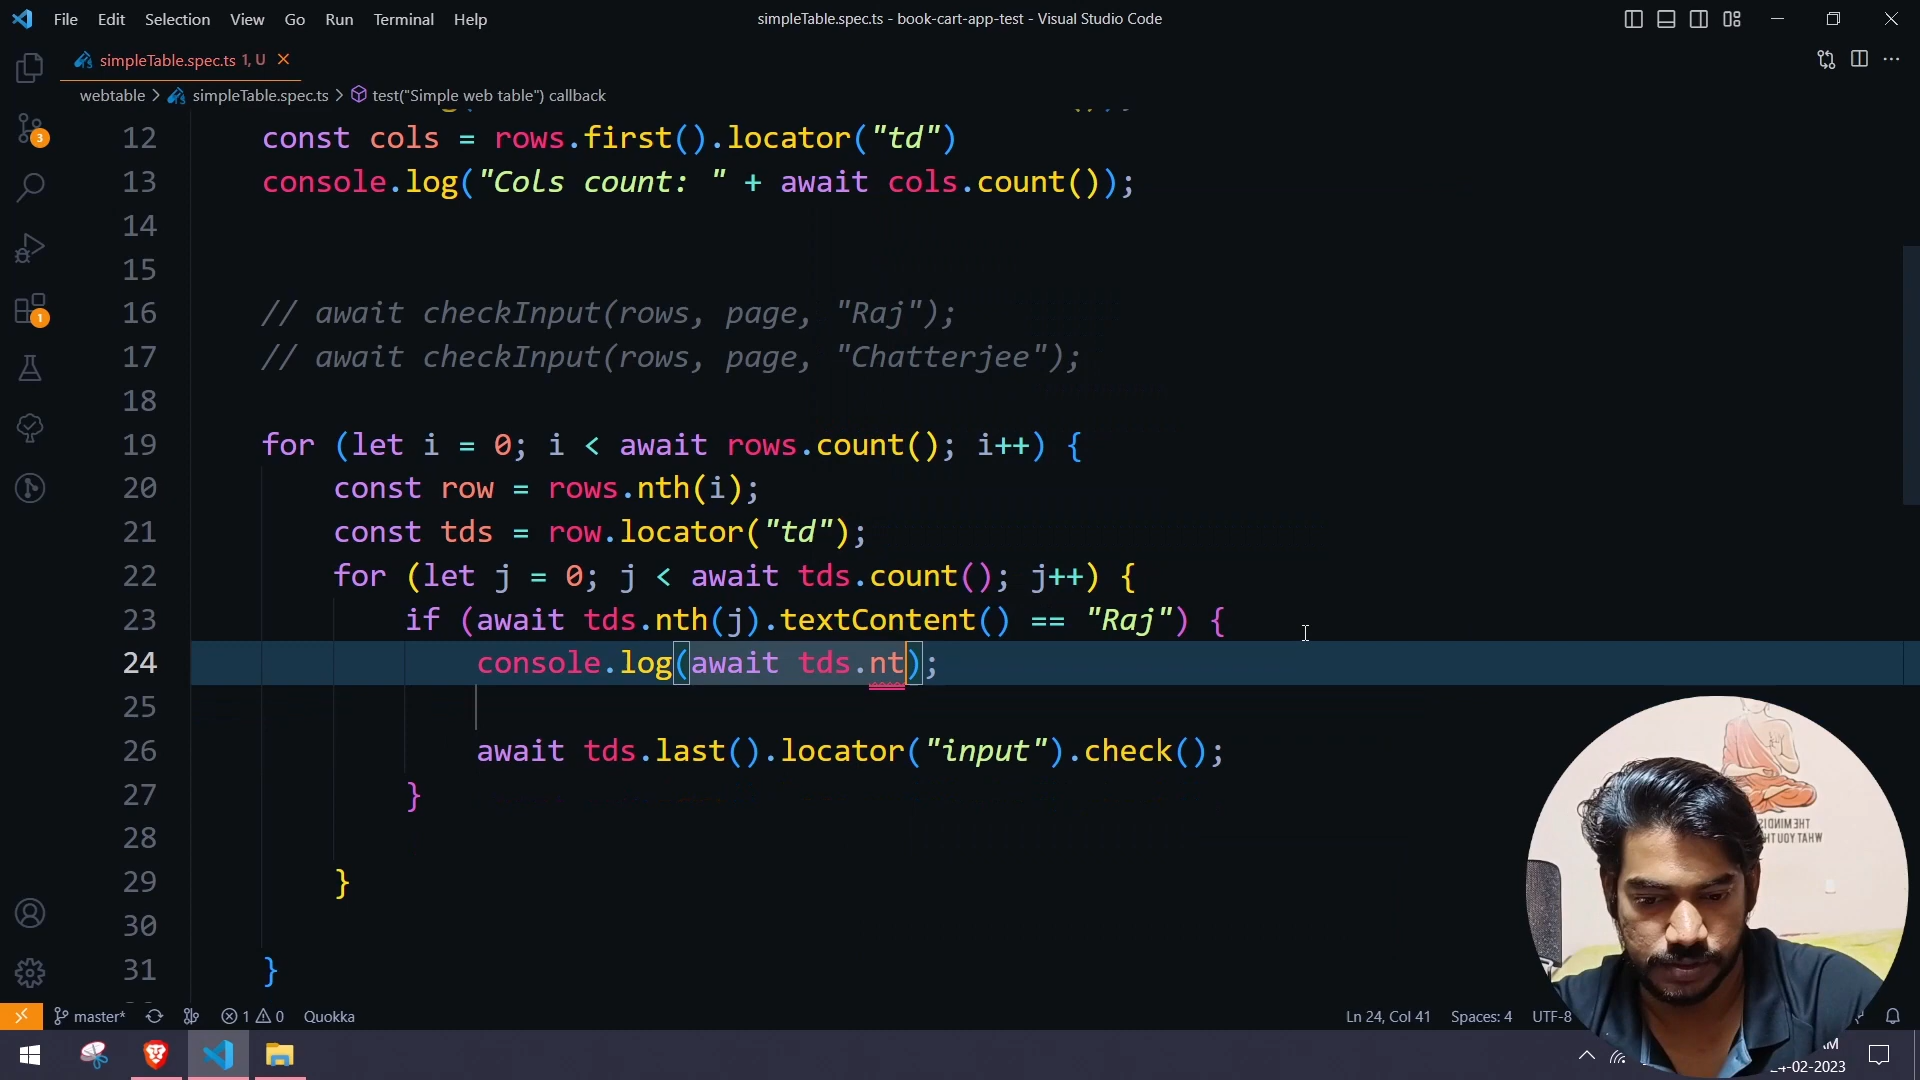 File Edit Selection View Go Run Terminal Help simpleTable.spec.ts - book-cart-app-test - Visual Studio Code
simpleTable.spec.ts 1, U
webtable > simpleTable.spec.ts > test("Simple web table") callback
12 const cols = rows.first().locator("td")
13 console.log("Cols count: " + await cols.count());
14
15
16 // await checkInput(rows, page, "Raj");
17 // await checkInput(rows, page, "Chatterjee");
18
19 for (let i = 0; i < await rows.count(); i++) {
20 const row = rows.nth(i);
21 const tds = row.locator("td");
22 for (let j = 0; j < await tds.count(); j++) {
23 if (await tds.nth(j).textContent() == "Raj") {
24 console.log(await tds.nt);
25
26 await tds.last().locator("input").check();
27 }
28
29 }
30
31 }
3
1
master* 1 0 Quokka Ln 24, Col 41 Spaces: 4 UTF-8
-02-2023